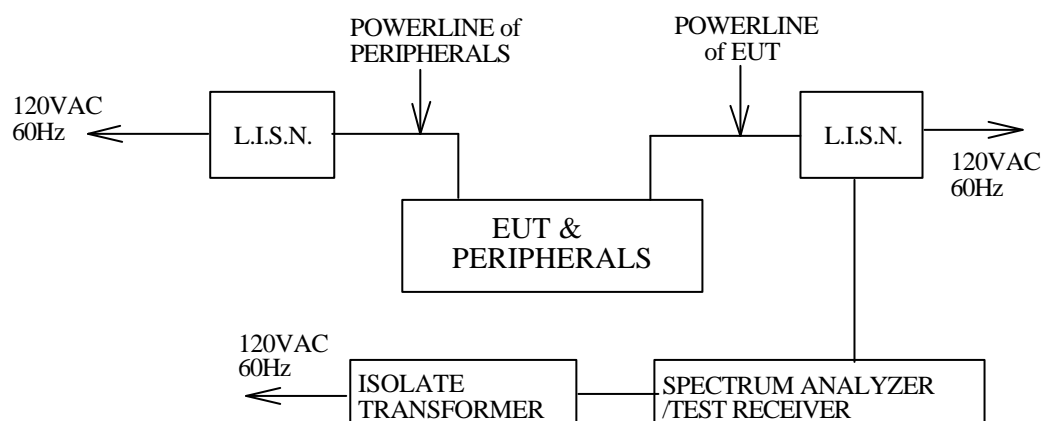 POWERLINE of
PERIPHERALS
POWERLINE
of EUT
120VAC
60Hz
L.I.S.N.
L.I.S.N.
120VAC
60Hz
EUT &
PERIPHERALS
120VAC
60Hz
ISOLATE
TRANSFORMER
SPECTRUM ANALYZER
/TEST RECEIVER